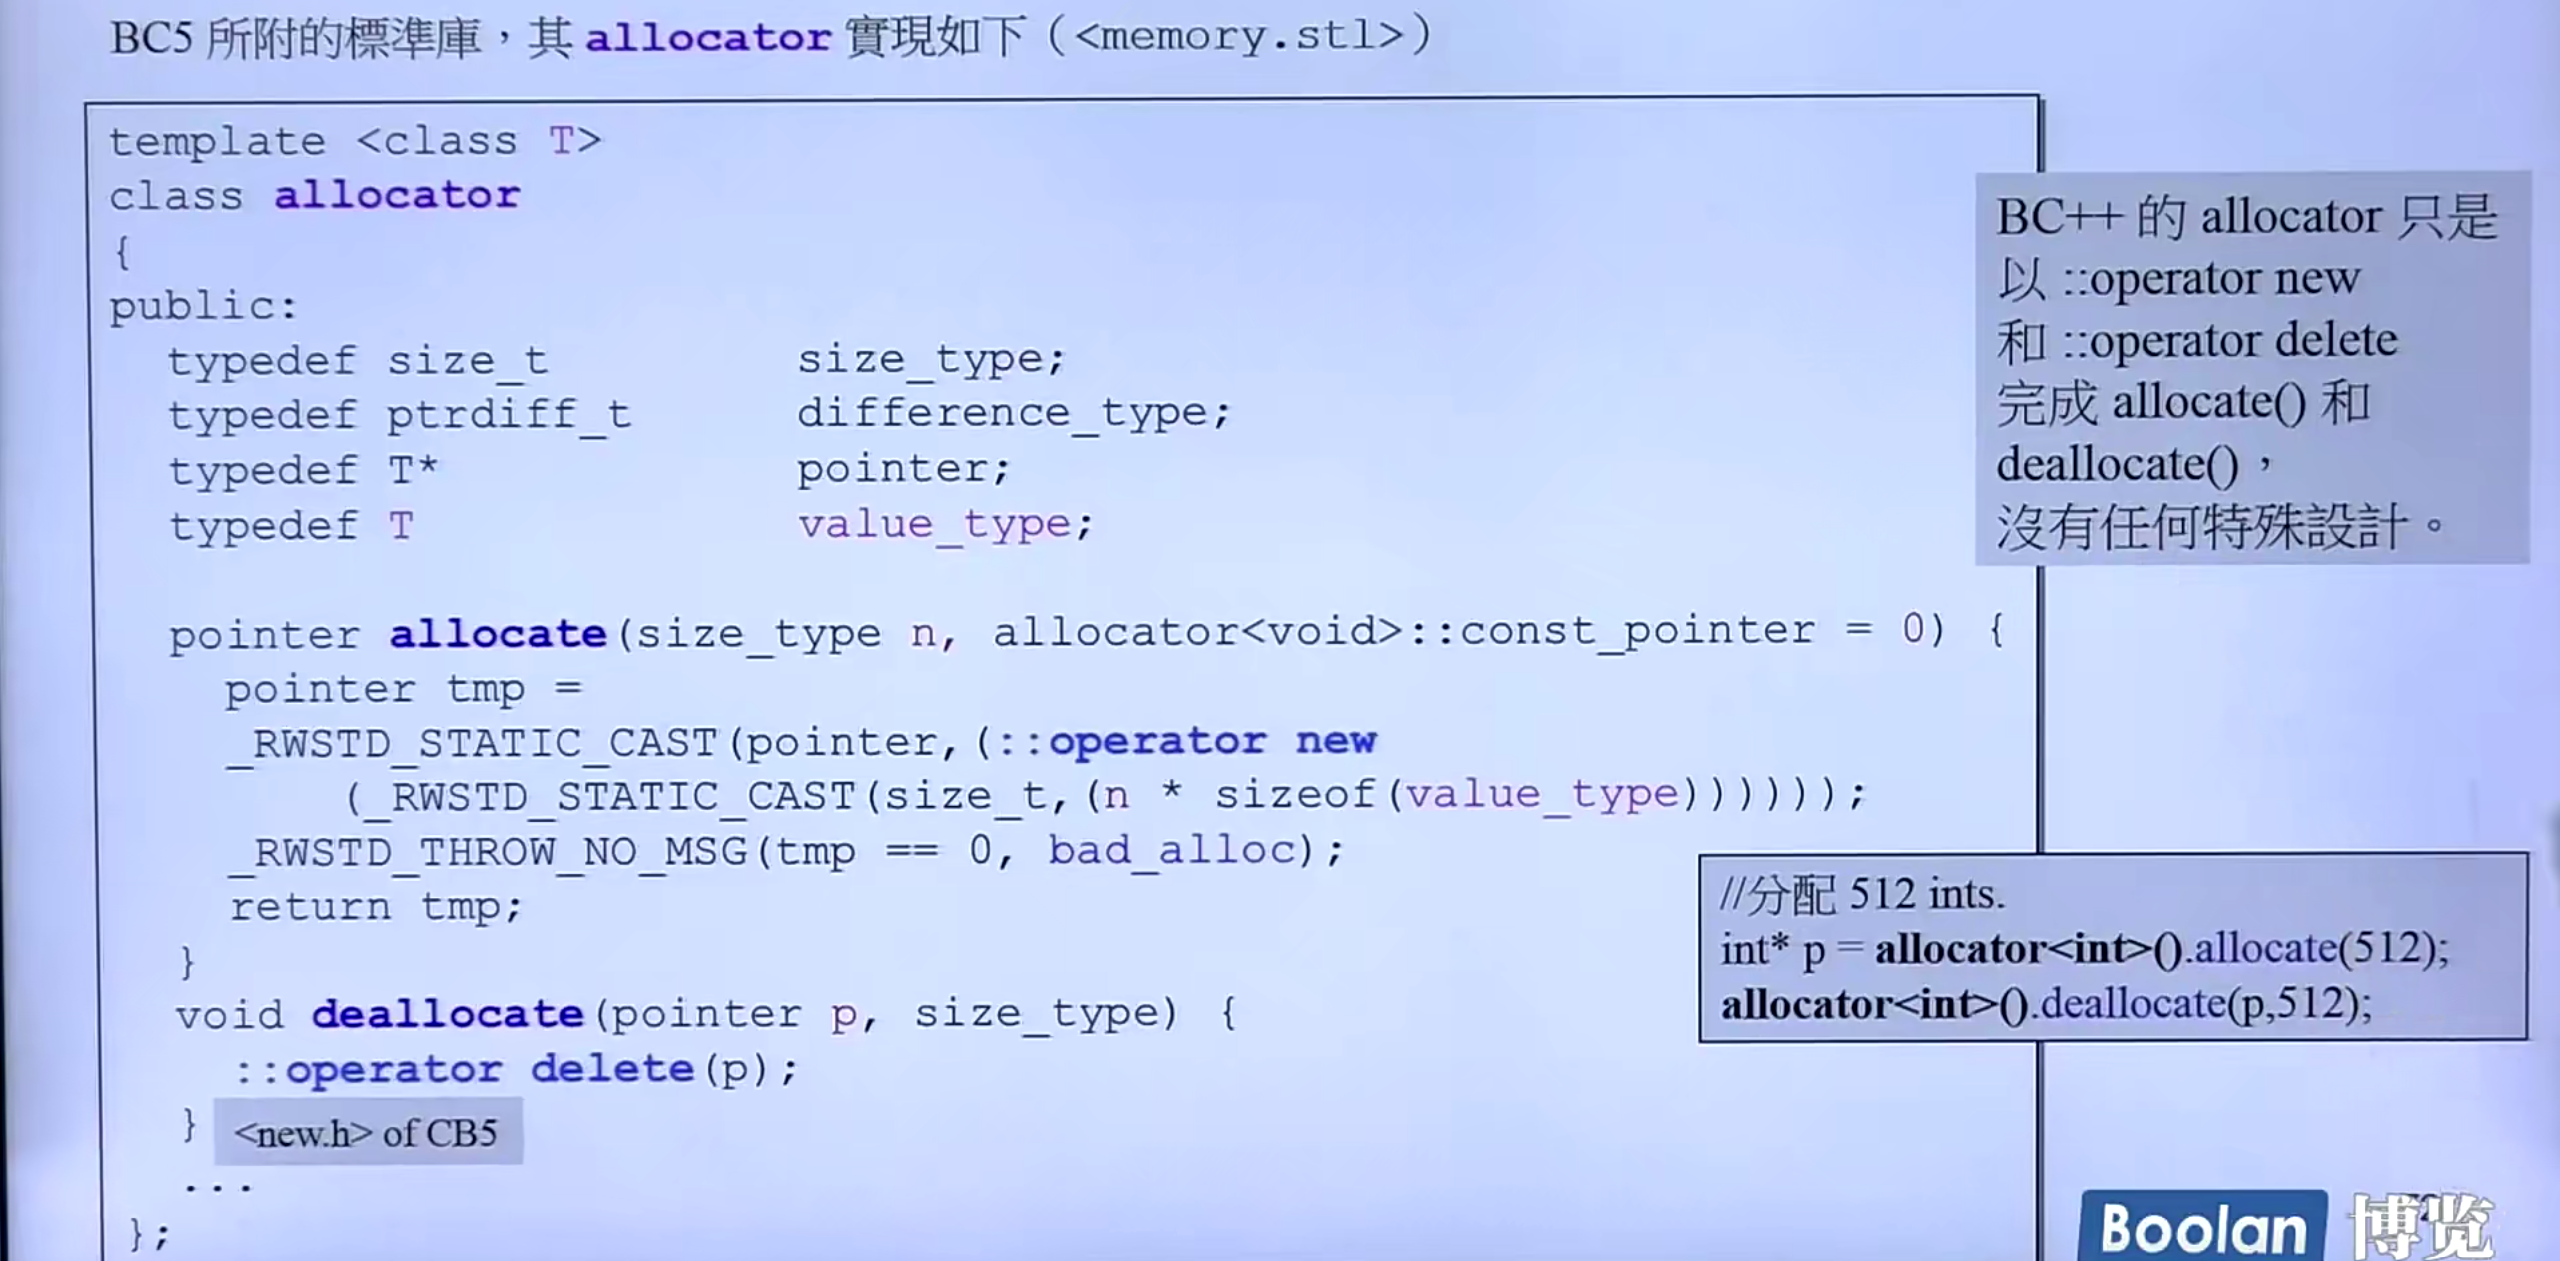 BC5 所附的標準庫，其 allocator 實現如下（<memory.stl>）
template <class T>
class allocator
{
public:
typedef size_t size_type;
typedef ptrdiff_t difference_type;
typedef T* pointer;
typedef T value_type;
pointer allocate(size_type n, allocator<void>::const_pointer = 0) {
pointer tmp =
_RWSTD_STATIC_CAST(pointer,(::operator new
(_RWSTD_STATIC_CAST(size_t,(n * sizeof(value_type))))));
_RWSTD_THROW_NO_MSG(tmp == 0, bad_alloc);
return tmp;
}
void deallocate(pointer p, size_type) {
::operator delete(p);
}
<new.h> of CB5
...
};
BC++ 的 allocator 只是
以 ::operator new
和 ::operator delete
完成 allocate() 和
deallocate()，
沒有任何特殊設計。
//分配 512 ints.
int* p = allocator<int>().allocate(512);
allocator<int>().deallocate(p,512);
Boolan 博览